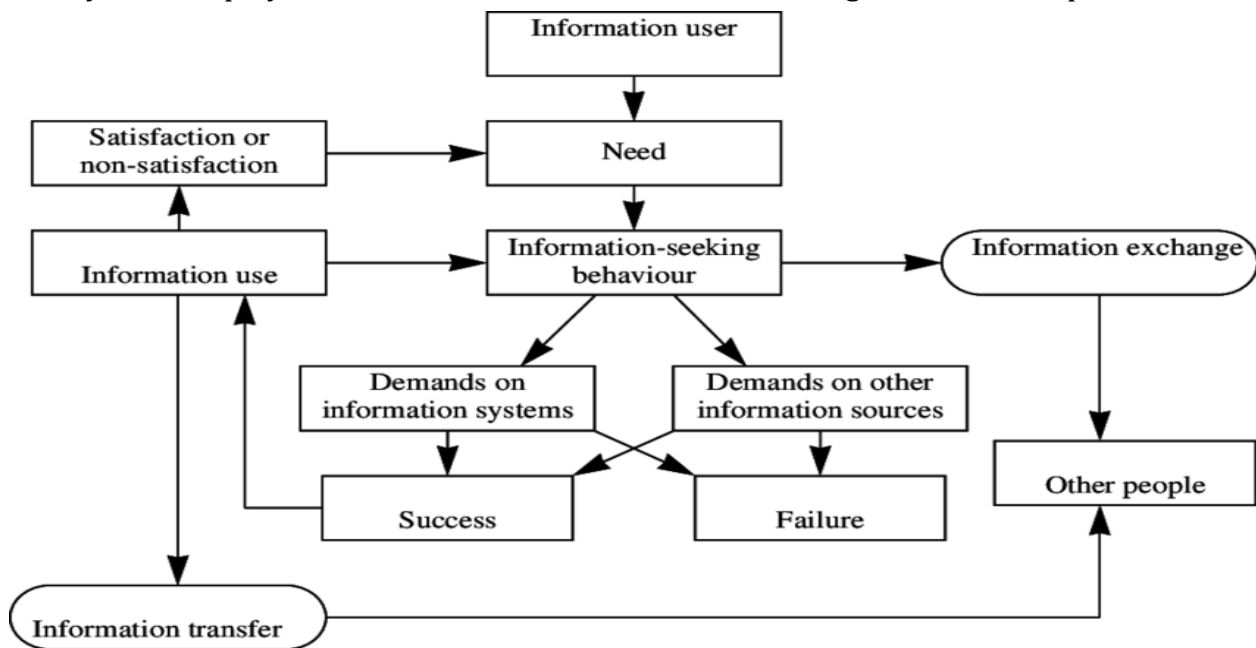 Information user
Satisfaction or
non-satisfaction
Need
Information use
Information-seeking
behaviour
Information exchange
Demands on
information systems
Demands on other
information sources
Success
Failure
Other people
Information transfer